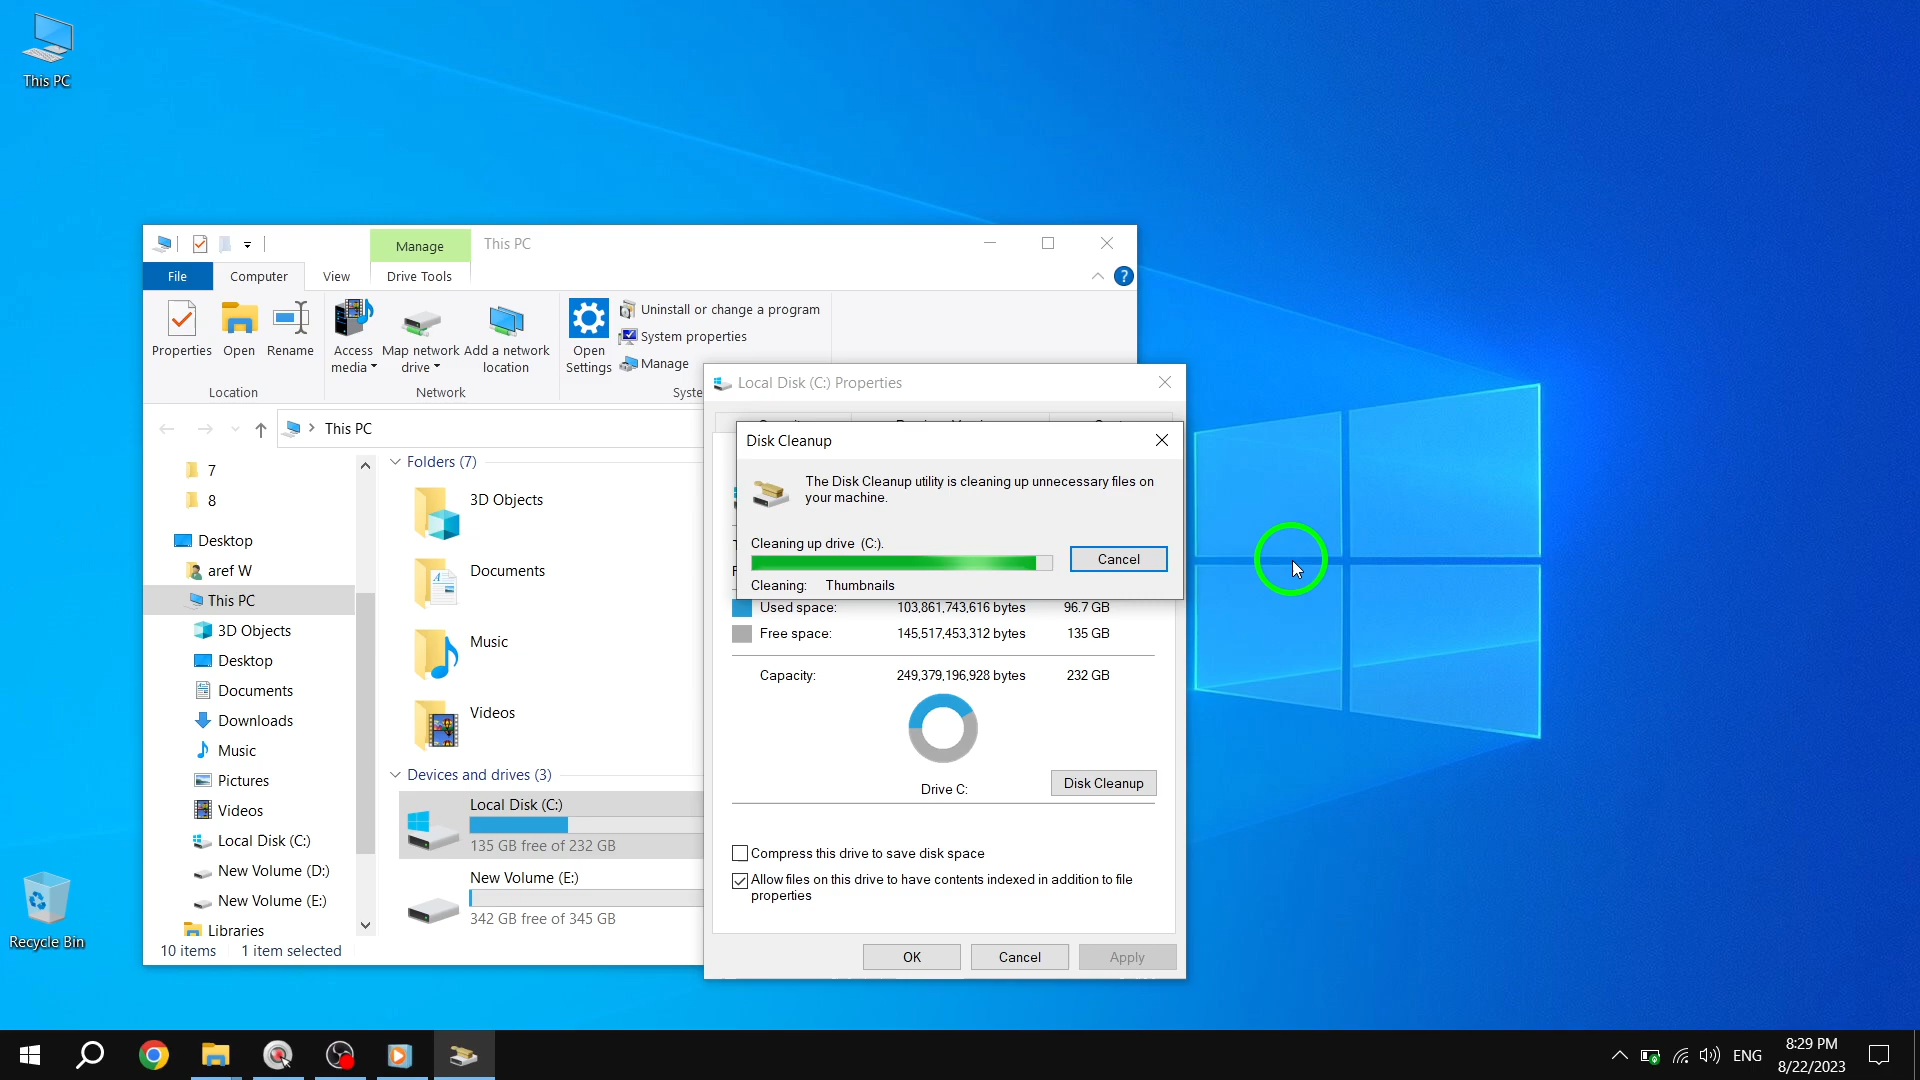 This PC
Manage
This PC
File
Computer
View
Drive Tools
Properties
Open
Rename
Access media
Map network drive
Add a network location
Open Settings
Uninstall or change a program
System properties
Manage
Location
Network
Syste
This PC
7
8
Desktop
aref W
This PC
3D Objects
Desktop
Documents
Downloads
Music
Pictures
Videos
Local Disk (C:)
New Volume (D:)
New Volume (E:)
Libraries
10 items
1 item selected
Folders (7)
3D Objects
Documents
Music
Videos
Devices and drives (3)
Local Disk (C:)
135 GB free of 232 GB
New Volume (E:)
342 GB free of 345 GB
Local Disk (C:) Properties
Disk Cleanup
The Disk Cleanup utility is cleaning up unnecessary files on
your machine.
Cleaning up drive (C:).
Cancel
Cleaning: Thumbnails
Used space: 103,861,743,616 bytes 96.7 GB
Free space: 145,517,453,312 bytes 135 GB
Capacity: 249,379,196,928 bytes 232 GB
Drive C:
Disk Cleanup
Compress this drive to save disk space
Allow files on this drive to have contents indexed in addition to file
properties
OK
Cancel
Apply
Recycle Bin
ENG
8:29 PM
8/22/2023